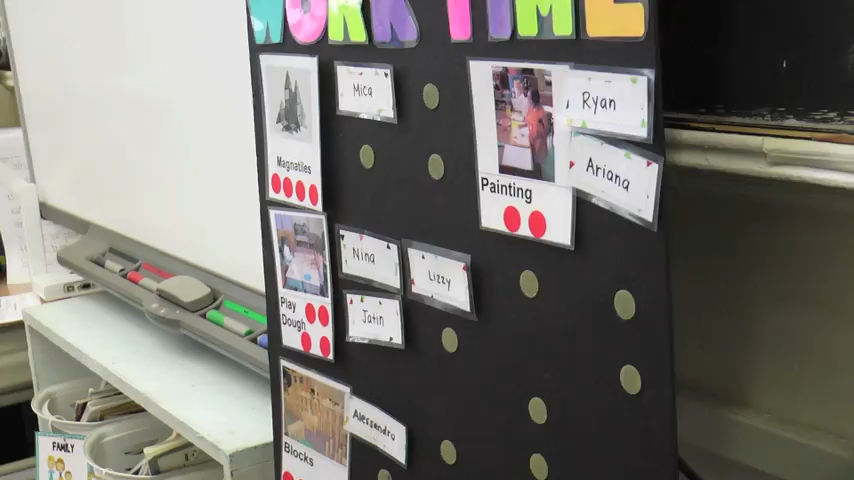 WORK TIME
Magnatiles
Mica
Painting
Ryan
Ariana
Play
Dough
Nina
Lizzy
Jatin
Blocks
Alessandro
FAMILY